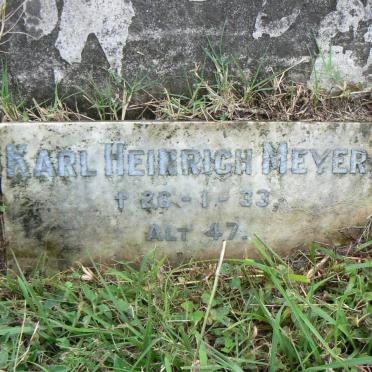 KARL HEINRICH MEYER
† 26-1-33,
ALT 47.